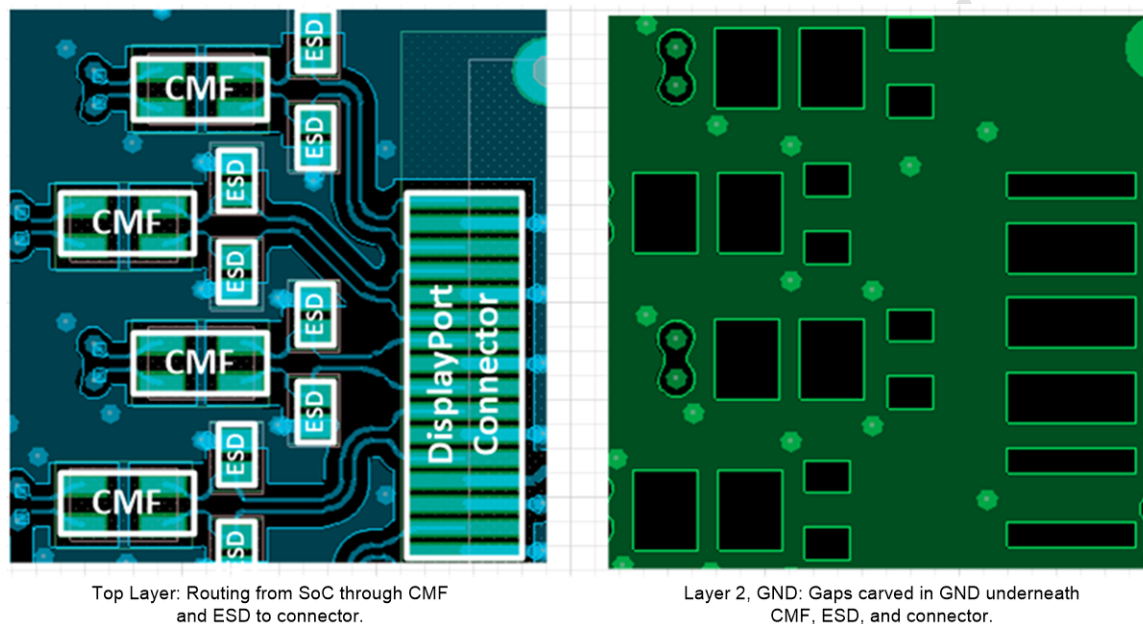 ESD
CMF
ESD
ESD
CMF
ESD
ESD
CMF
ESD
ESD
CMF
ESD
DisplayPort
Connector
Top Layer: Routing from SoC through CMF
and ESD to connector.
Layer 2, GND: Gaps carved in GND underneath
CMF, ESD, and connector.